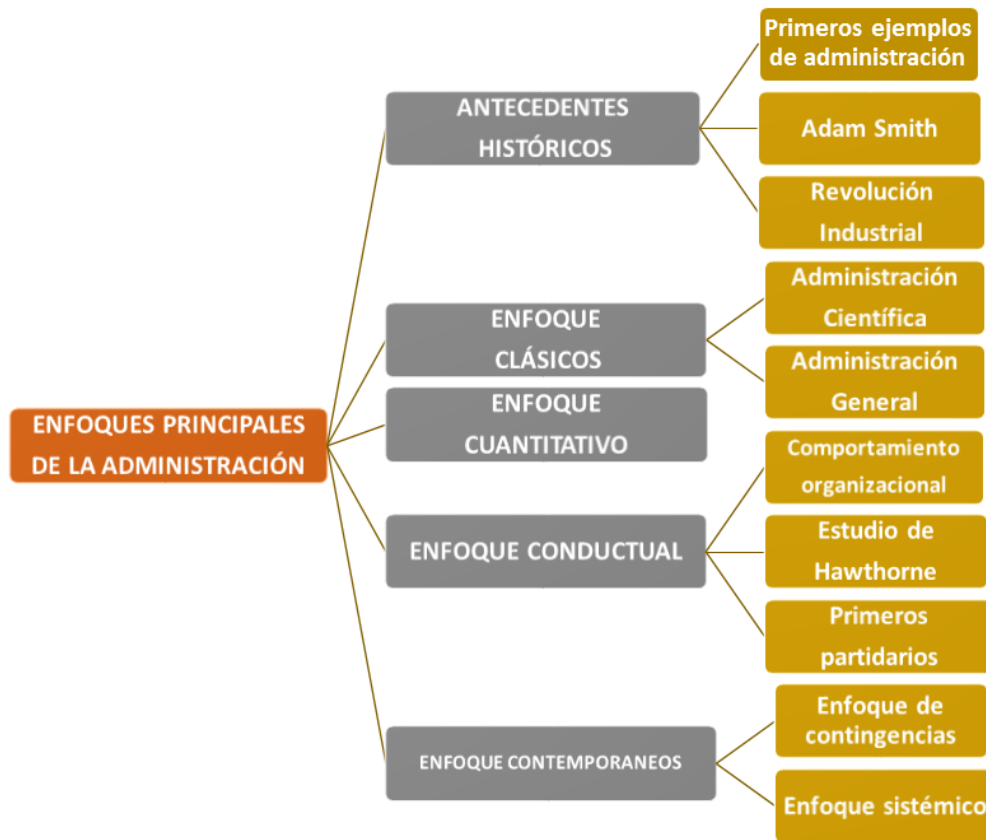 ENFOQUES PRINCIPALES
DE LA ADMINISTRACIÓN
ANTECEDENTES
HISTÓRICOS
Primeros ejemplos
de administración
Adam Smith
Revolución
Industrial
ENFOQUE
CLÁSICOS
Administración
Científica
Administración
General
ENFOQUE
CUANTITATIVO
ENFOQUE CONDUCTUAL
Comportamiento
organizacional
Estudio de
Hawthorne
Primeros
partidarios
ENFOQUE CONTEMPORANEOS
Enfoque de
contingencias
Enfoque sistémico